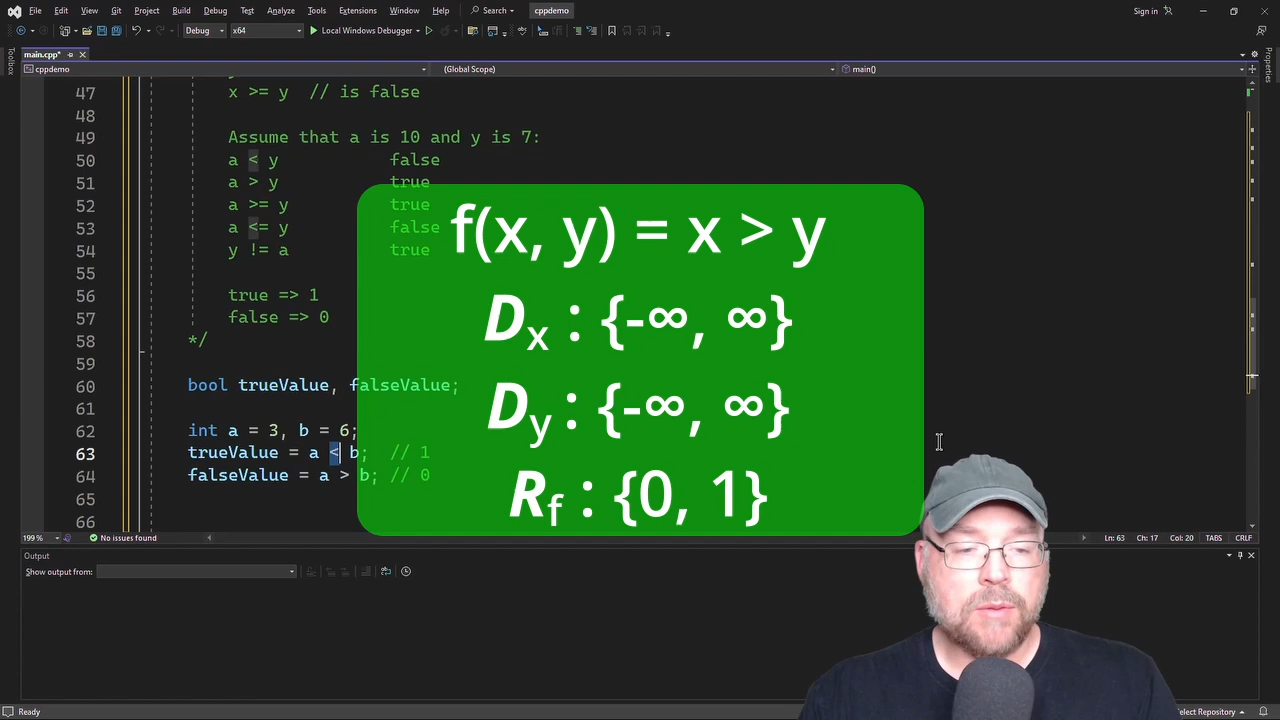 File Edit View Git Project Build Debug Test Analyze Tools Extensions Window Help Search cppdemo Sign in
Debug x64 Local Windows Debugger
main.cpp*
Toolbox
Properties
cppdemo (Global Scope) main()
47 x >= y // is false
48
49 Assume that a is 10 and y is 7:
50 a < y false
51 a > y true
52 a >= y true
53 a <= y false
54 y != a true
55
56 true => 1
57 false => 0
58 */
59
60 bool trueValue, falseValue;
61
62 int a = 3, b = 6;
63 trueValue = a < b; // 1
64 falseValue = a > b; // 0
65
66
f(x, y) = x > y
Dx : {-∞, ∞}
Dy : {-∞, ∞}
Rf : {0, 1}
199 % No issues found Ln: 63 Ch: 17 Col: 20 TABS CRLF
Output
Show output from:
Ready
Select Repository